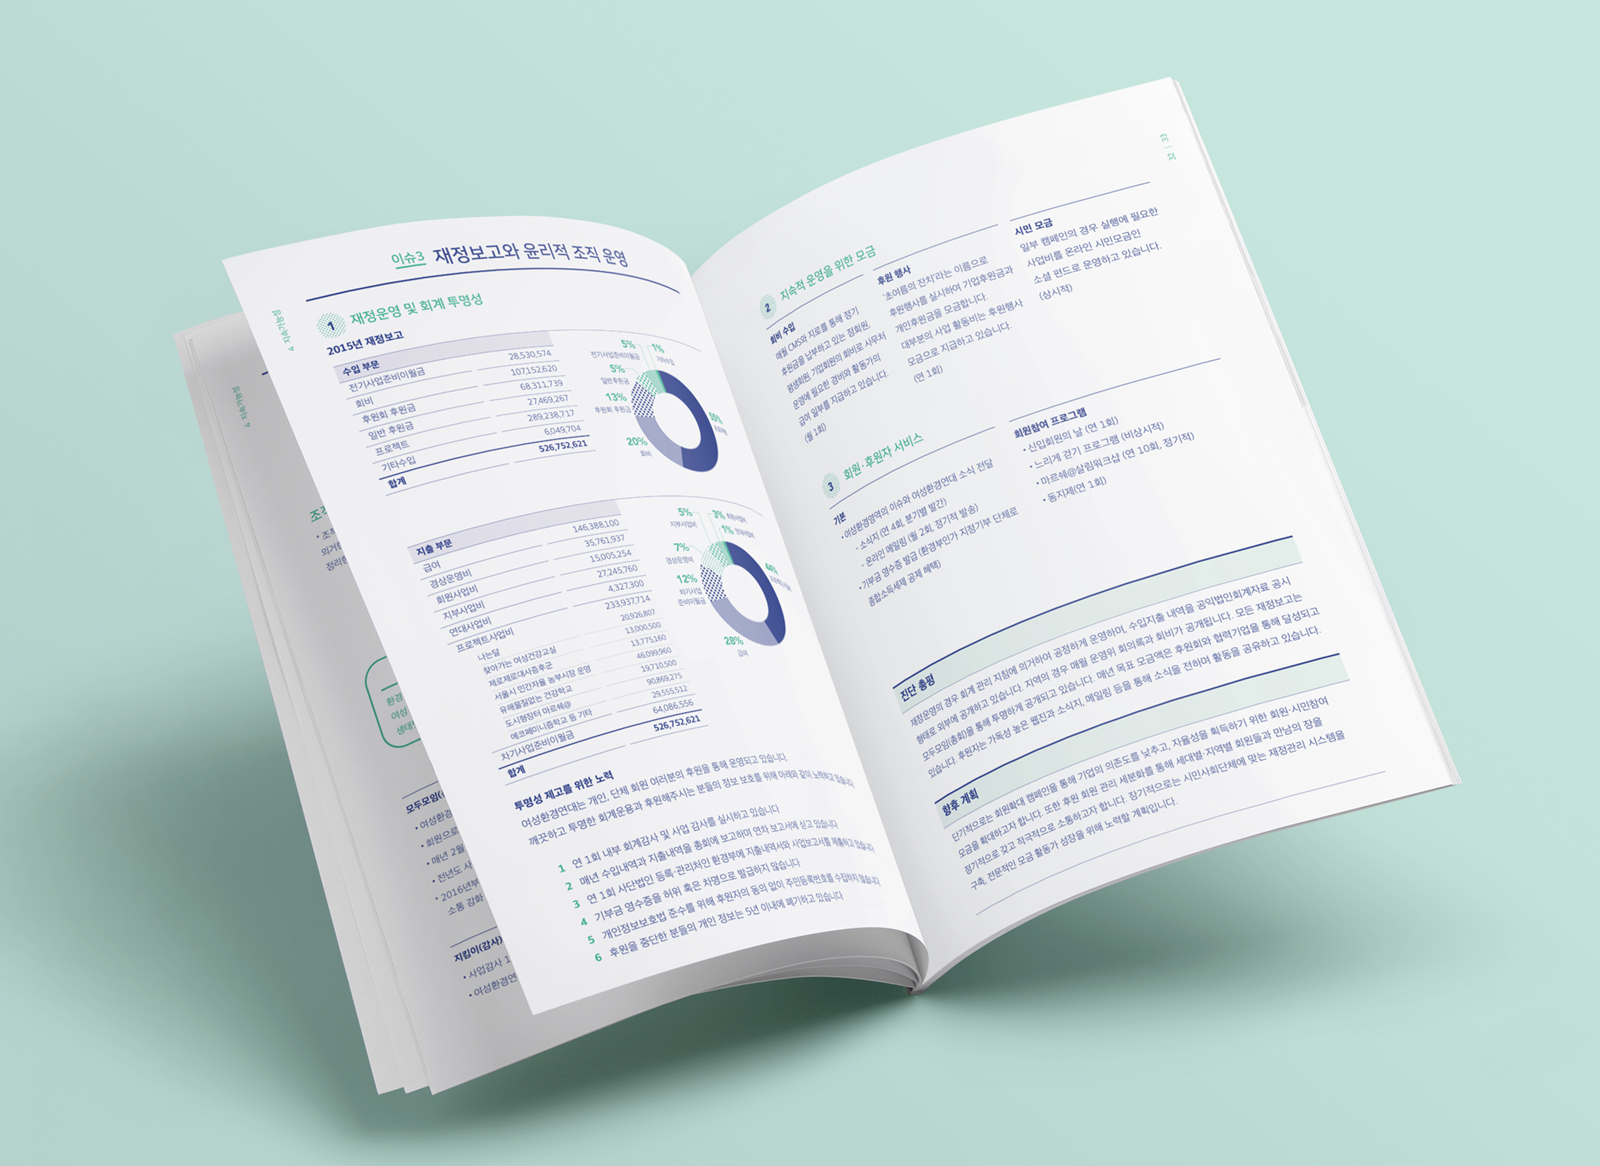 이슈3 재정보고와 윤리적 조직 운영
4 지속가능성
1 재정운영 및 회계 투명성
2015년 재정보고
수입 부문
전기사업준비이월금 28,530,574
회비 107,152,620
후원회 후원금 68,311,739
일반 후원금 27,469,267
프로젝트 289,238,717
기타수입 6,049,704
합계 526,752,621
5% 전기사업준비이월금
1% 기타수입
5% 일반후원금
13% 후원회 후원금
20% 회비
지출 부문
급여 146,388,100
경상운영비 35,761,937
회원사업비 15,005,254
지부사업비 27,245,760
연대사업비 4,327,300
프로젝트사업비 233,937,714
나는달 20,926,807
찾아가는 여성건강교실 13,000,500
제로제로대사증후군 13,775,160
서울시 민간자율 농부시장 운영 46,099,960
유해물질없는 건강학교 19,710,500
도시형장터 마르쉐@ 90,869,275
에코페미니즘학교 등 기타 29,555,512
차기사업준비이월금 64,086,556
합계 526,752,621
5% 지부사업비
3% 회원사업비
1% 연대사업비
7% 경상운영비
44%
12% 차기사업
준비이월금
28% 급여
투명성 제고를 위한 노력
여성환경연대는 개인, 단체 회원 여러분의 후원을 통해 운영되고 있습니다.
깨끗하고 투명한 회계운용과 후원해주시는 분들의 정보 보호를 위해 아래와 같이 노력하고 있습니다
1 연 1회 내부 회계감사 및 사업 감사를 실시하고 있습니다
2 매년 수입내역과 지출내역을 총회에 보고하며 연차 보고서에 싣고 있습니다
3 연 1회 사단법인 등록·관리처인 환경부에 지출내역서와 사업보고서를 제출하고 있습니다
4 기부금 영수증을 허위 혹은 차명으로 발급하지 않습니다
5 개인정보보호법 준수를 위해 후원자의 동의 없이 주민등록번호를 수집하지 않습니다
6 후원을 중단한 분들의 개인 정보는 5년 이내에 폐기하고 있습니다
32 | 33
2 지속적 운영을 위한 모금
회비 수입
매월 CMS와 지로를 통해 정기
후원금을 납부하고 있는 정회원,
평생회원, 기업회원의 회비로 사무처
운영에 필요한 경비와 활동가의
급여 일부를 지급하고 있습니다.
(월 1회)
후원 행사
'초여름의 잔치'라는 이름으로
후원행사를 실시하며 기업후원금과
개인후원금을 모금합니다.
대부분의 사업 활동비는 후원행사
모금으로 지급하고 있습니다.
(연 1회)
시민 모금
일부 캠페인의 경우 실행에 필요한
사업비를 온라인 시민모금인
소셜 펀드로 운영하고 있습니다.
(상시적)
3 회원·후원자 서비스
기본
• 여성환경영역의 이슈와 여성환경연대 소식 전달
- 소식지 (연 4회, 분기별 발간)
- 온라인 메일링 (월 2회, 정기적 발송)
• 기부금 영수증 발급 (환경부인가 지정기부 단체로
종합소득세제 공제 혜택)
회원참여 프로그램
• 신입회원의 날 (연 1회)
• 느리게 걷기 프로그램 (비상시적)
• 마르쉐@살림워크샵 (연 10회, 정기적)
• 동지제(연 1회)
진단 총평
재정운영의 경우 회계 관리 지침에 의거하여 공정하게 운영하며, 수입지출 내역을 공익법인회계자료 공시
형태로 외부에 공개하고 있습니다. 지역의 경우 매월 운영위 회의록과 회비가 공개됩니다. 모든 재정보고는
모두모임(총회)을 통해 투명하게 공개되고 있습니다. 매년 목표 모금액은 후원회와 협력기업을 통해 달성되고
있습니다. 후원자는 가독성 높은 웹진과 소식지, 메일링 등을 통해 소식을 전하며 활동을 공유하고 있습니다.
향후 계획
단기적으로는 회원확대 캠페인을 통해 기업의 의존도를 낮추고, 자율성을 획득하기 위한 회원·시민참여
모금을 확대하고자 합니다. 또한 후원 회원 관리 세분화를 통해 세대별 지역별 회원들과 만남의 장을
정기적으로 갖고 적극적으로 소통하고자 합니다. 장기적으로는 시민사회단체에 맞는 재정관리 시스템을
구축, 전문적인 모금 활동가 성장을 위해 노력할 계획입니다.
4 지속가능성
환경
여성
생태
• 여성환경
• 회원으로
• 매년 2월
• 전년도 사
• 2016년부
소통 강화
지킴이(감사)
• 사업감사 1
• 여성환경연